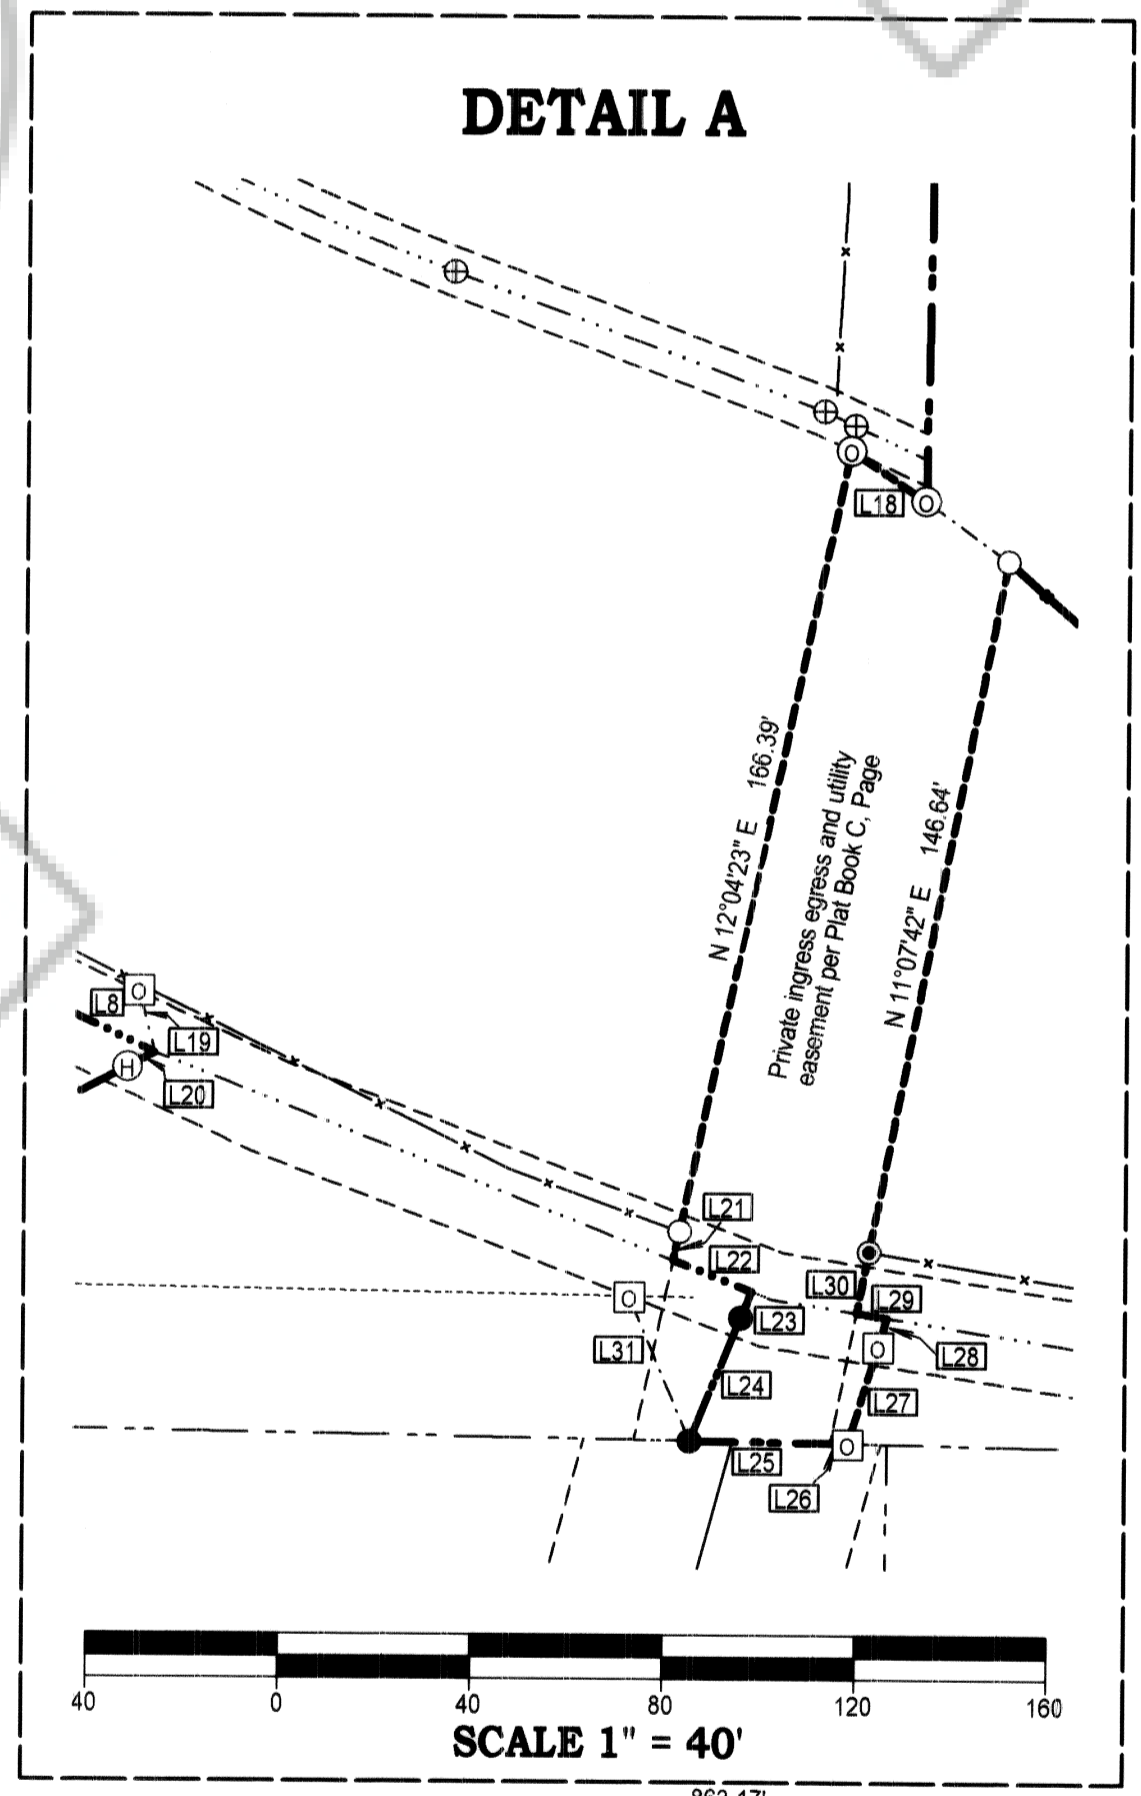 DETAIL A
L18
N 12°04'23" E 166.39'
Private ingress egress and utility
easement per Plat Book C, Page
N 11°07'42" E 146.64'
L8
L19
L20
L21
L22
L30
L29
L23
L31
L28
L24
L27
L25
L26
40 0 40 80 120 160
SCALE 1" = 40'